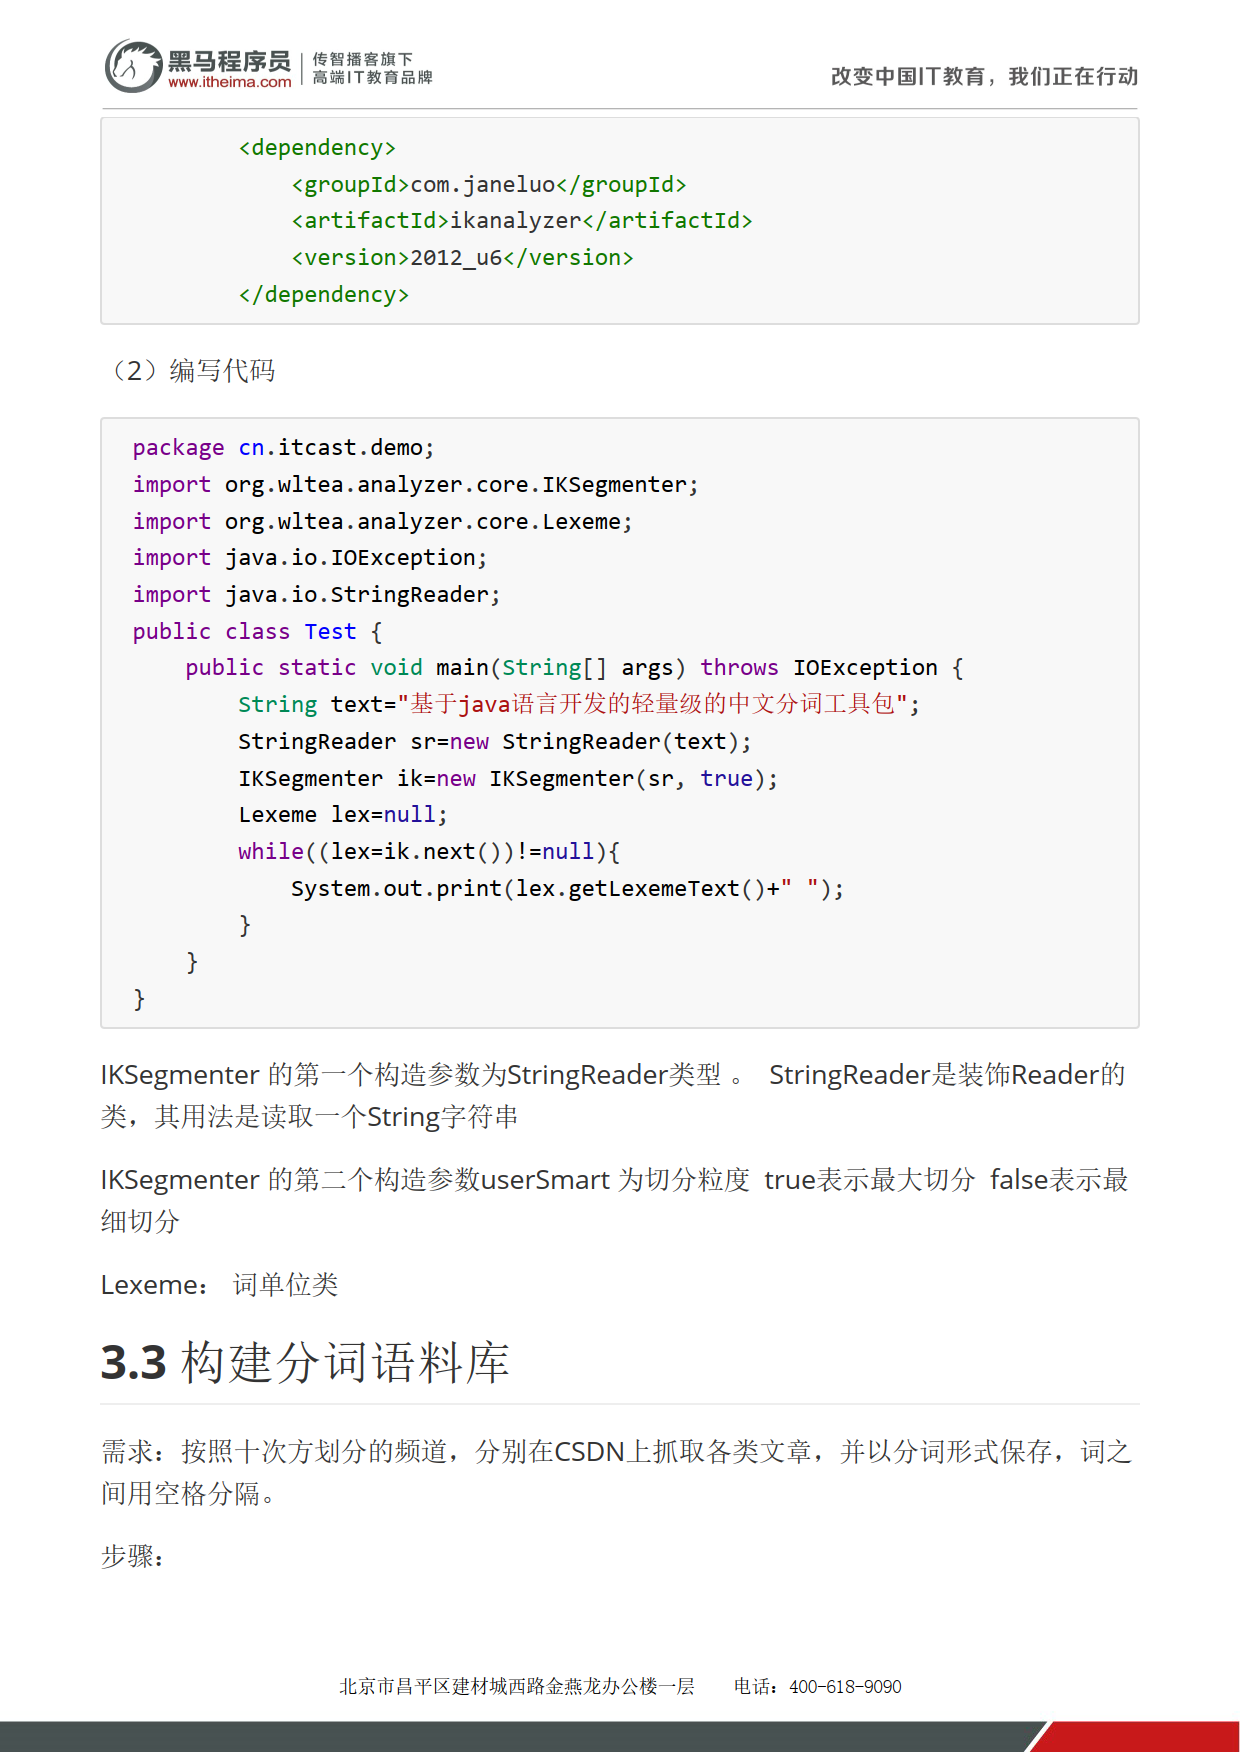 黑马程序员
www.itheima.com
传智播客旗下
高端IT教育品牌
改变中国IT教育，我们正在行动
        <dependency>
            <groupId>com.janeluo</groupId>
            <artifactId>ikanalyzer</artifactId>
            <version>2012_u6</version>
        </dependency>
（2）编写代码
package cn.itcast.demo;
import org.wltea.analyzer.core.IKSegmenter;
import org.wltea.analyzer.core.Lexeme;
import java.io.IOException;
import java.io.StringReader;
public class Test {
    public static void main(String[] args) throws IOException {
        String text="基于java语言开发的轻量级的中文分词工具包";
        StringReader sr=new StringReader(text);
        IKSegmenter ik=new IKSegmenter(sr, true);
        Lexeme lex=null;
        while((lex=ik.next())!=null){
            System.out.print(lex.getLexemeText()+" ");
        }
    }
}
IKSegmenter 的第一个构造参数为StringReader类型 。 StringReader是装饰Reader的
类，其用法是读取一个String字符串
IKSegmenter 的第二个构造参数userSmart 为切分粒度 true表示最大切分 false表示最
细切分
Lexeme： 词单位类
3.3 构建分词语料库
需求：按照十次方划分的频道，分别在CSDN上抓取各类文章，并以分词形式保存，词之
间用空格分隔。
步骤：
北京市昌平区建材城西路金燕龙办公楼一层 电话：400-618-9090